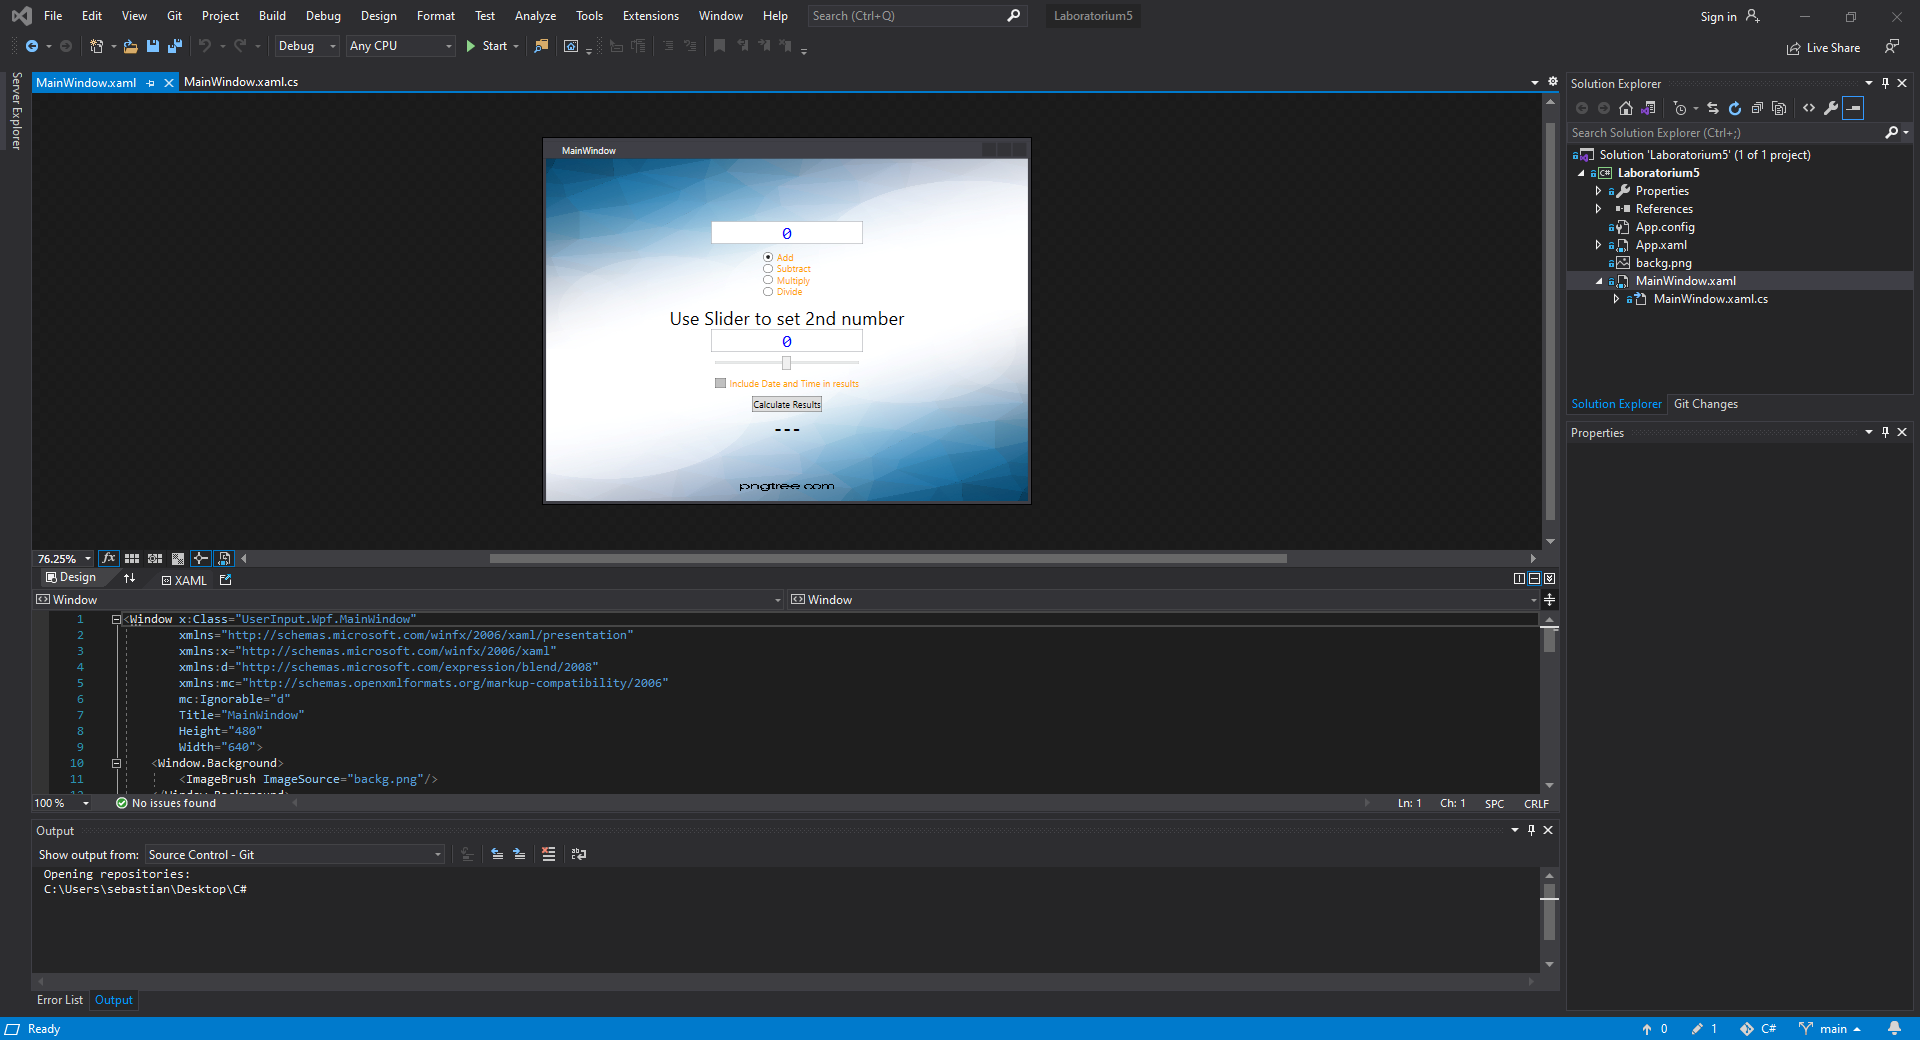 File Edit View Git Project Build Debug Design Format Test Analyze Tools Extensions Window Help Search (Ctrl+Q) Laboratorium5 Sign in
Debug Any CPU Start Live Share
Server Explorer
MainWindow.xaml MainWindow.xaml.cs
MainWindow
0
Add
Subtract
Multiply
Divide
Use Slider to set 2nd number
0
Include Date and Time in results
Calculate Results
---
pngtree com
76.25% fx
Design XAML
Window Window
1 <Window x:Class="UserInput.Wpf.MainWindow"
2 xmlns="http://schemas.microsoft.com/winfx/2006/xaml/presentation"
3 xmlns:x="http://schemas.microsoft.com/winfx/2006/xaml"
4 xmlns:d="http://schemas.microsoft.com/expression/blend/2008"
5 xmlns:mc="http://schemas.openxmlformats.org/markup-compatibility/2006"
6 mc:Ignorable="d"
7 Title="MainWindow"
8 Height="480"
9 Width="640">
10 <Window.Background>
11 <ImageBrush ImageSource="backg.png"/>
12 </Window.Background>
100 % No issues found Ln: 1 Ch: 1 SPC CRLF
Output
Show output from: Source Control - Git
Opening repositories:
C:\Users\sebastian\Desktop\C#
Error List Output
Solution Explorer
Search Solution Explorer (Ctrl+;)
Solution 'Laboratorium5' (1 of 1 project)
C# Laboratorium5
Properties
References
App.config
App.xaml
backg.png
MainWindow.xaml
MainWindow.xaml.cs
Solution Explorer Git Changes
Properties
Ready 0 1 C# main